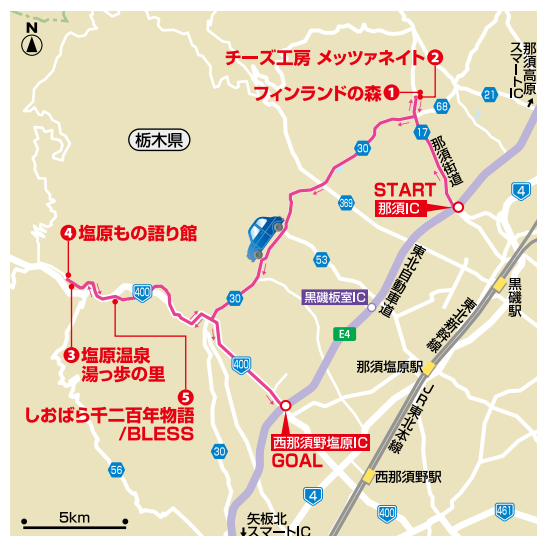 N
チーズ工房 メッツァネイト❷
フィンランドの森❶
那須高原
スマートIC
栃木県
21
68
17
30
那須街道
START
那須IC
4
369
53
❹塩原もの語り館
400
30
黒磯板室IC
東北自動車道
E4
黒磯駅
東北新幹線
那須塩原駅
JR東北本線
❸塩原温泉
湯っ歩の里
❺
しおばら千二百年物語
/BLESS
400
西那須野塩原IC
GOAL
西那須野駅
30
56
4
400
461
5km
矢板北
スマートIC